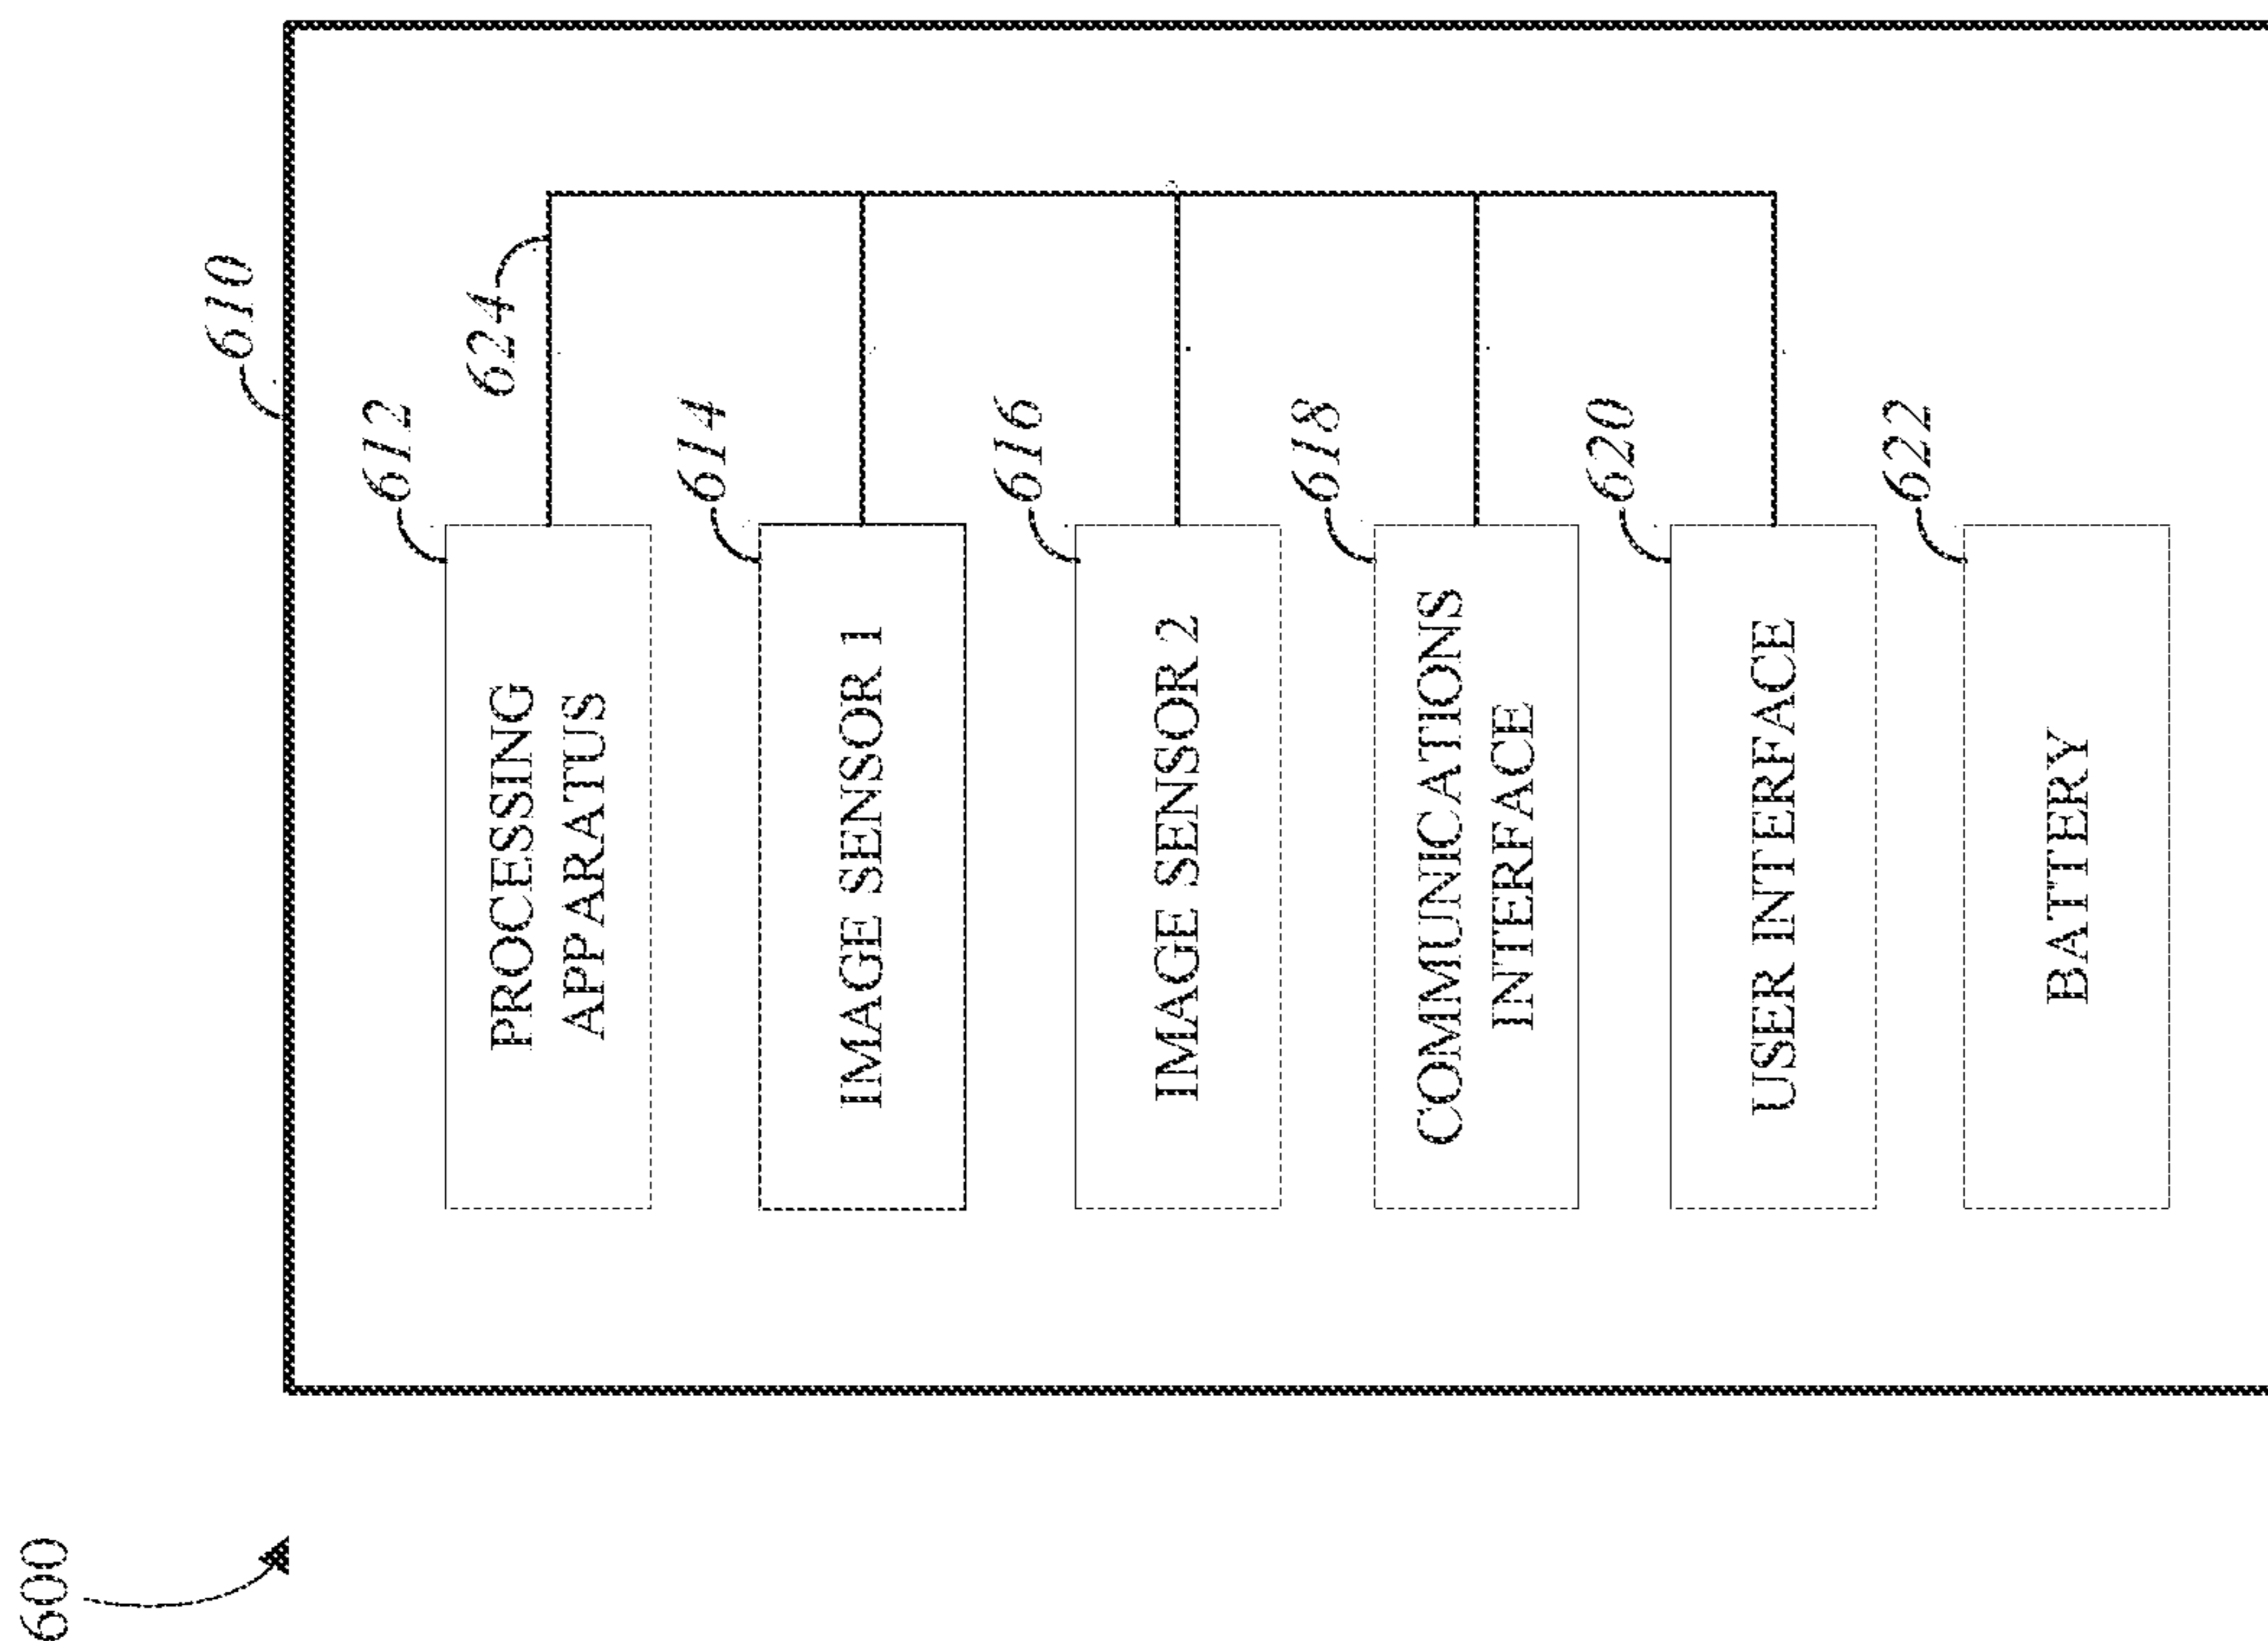 600
610
624
612
PROCESSING
APPARATUS
614
IMAGE SENSOR 1
616
IMAGE SENSOR 2
618
COMMUNICATIONS
INTERFACE
620
USER INTERFACE
622
BATTERY